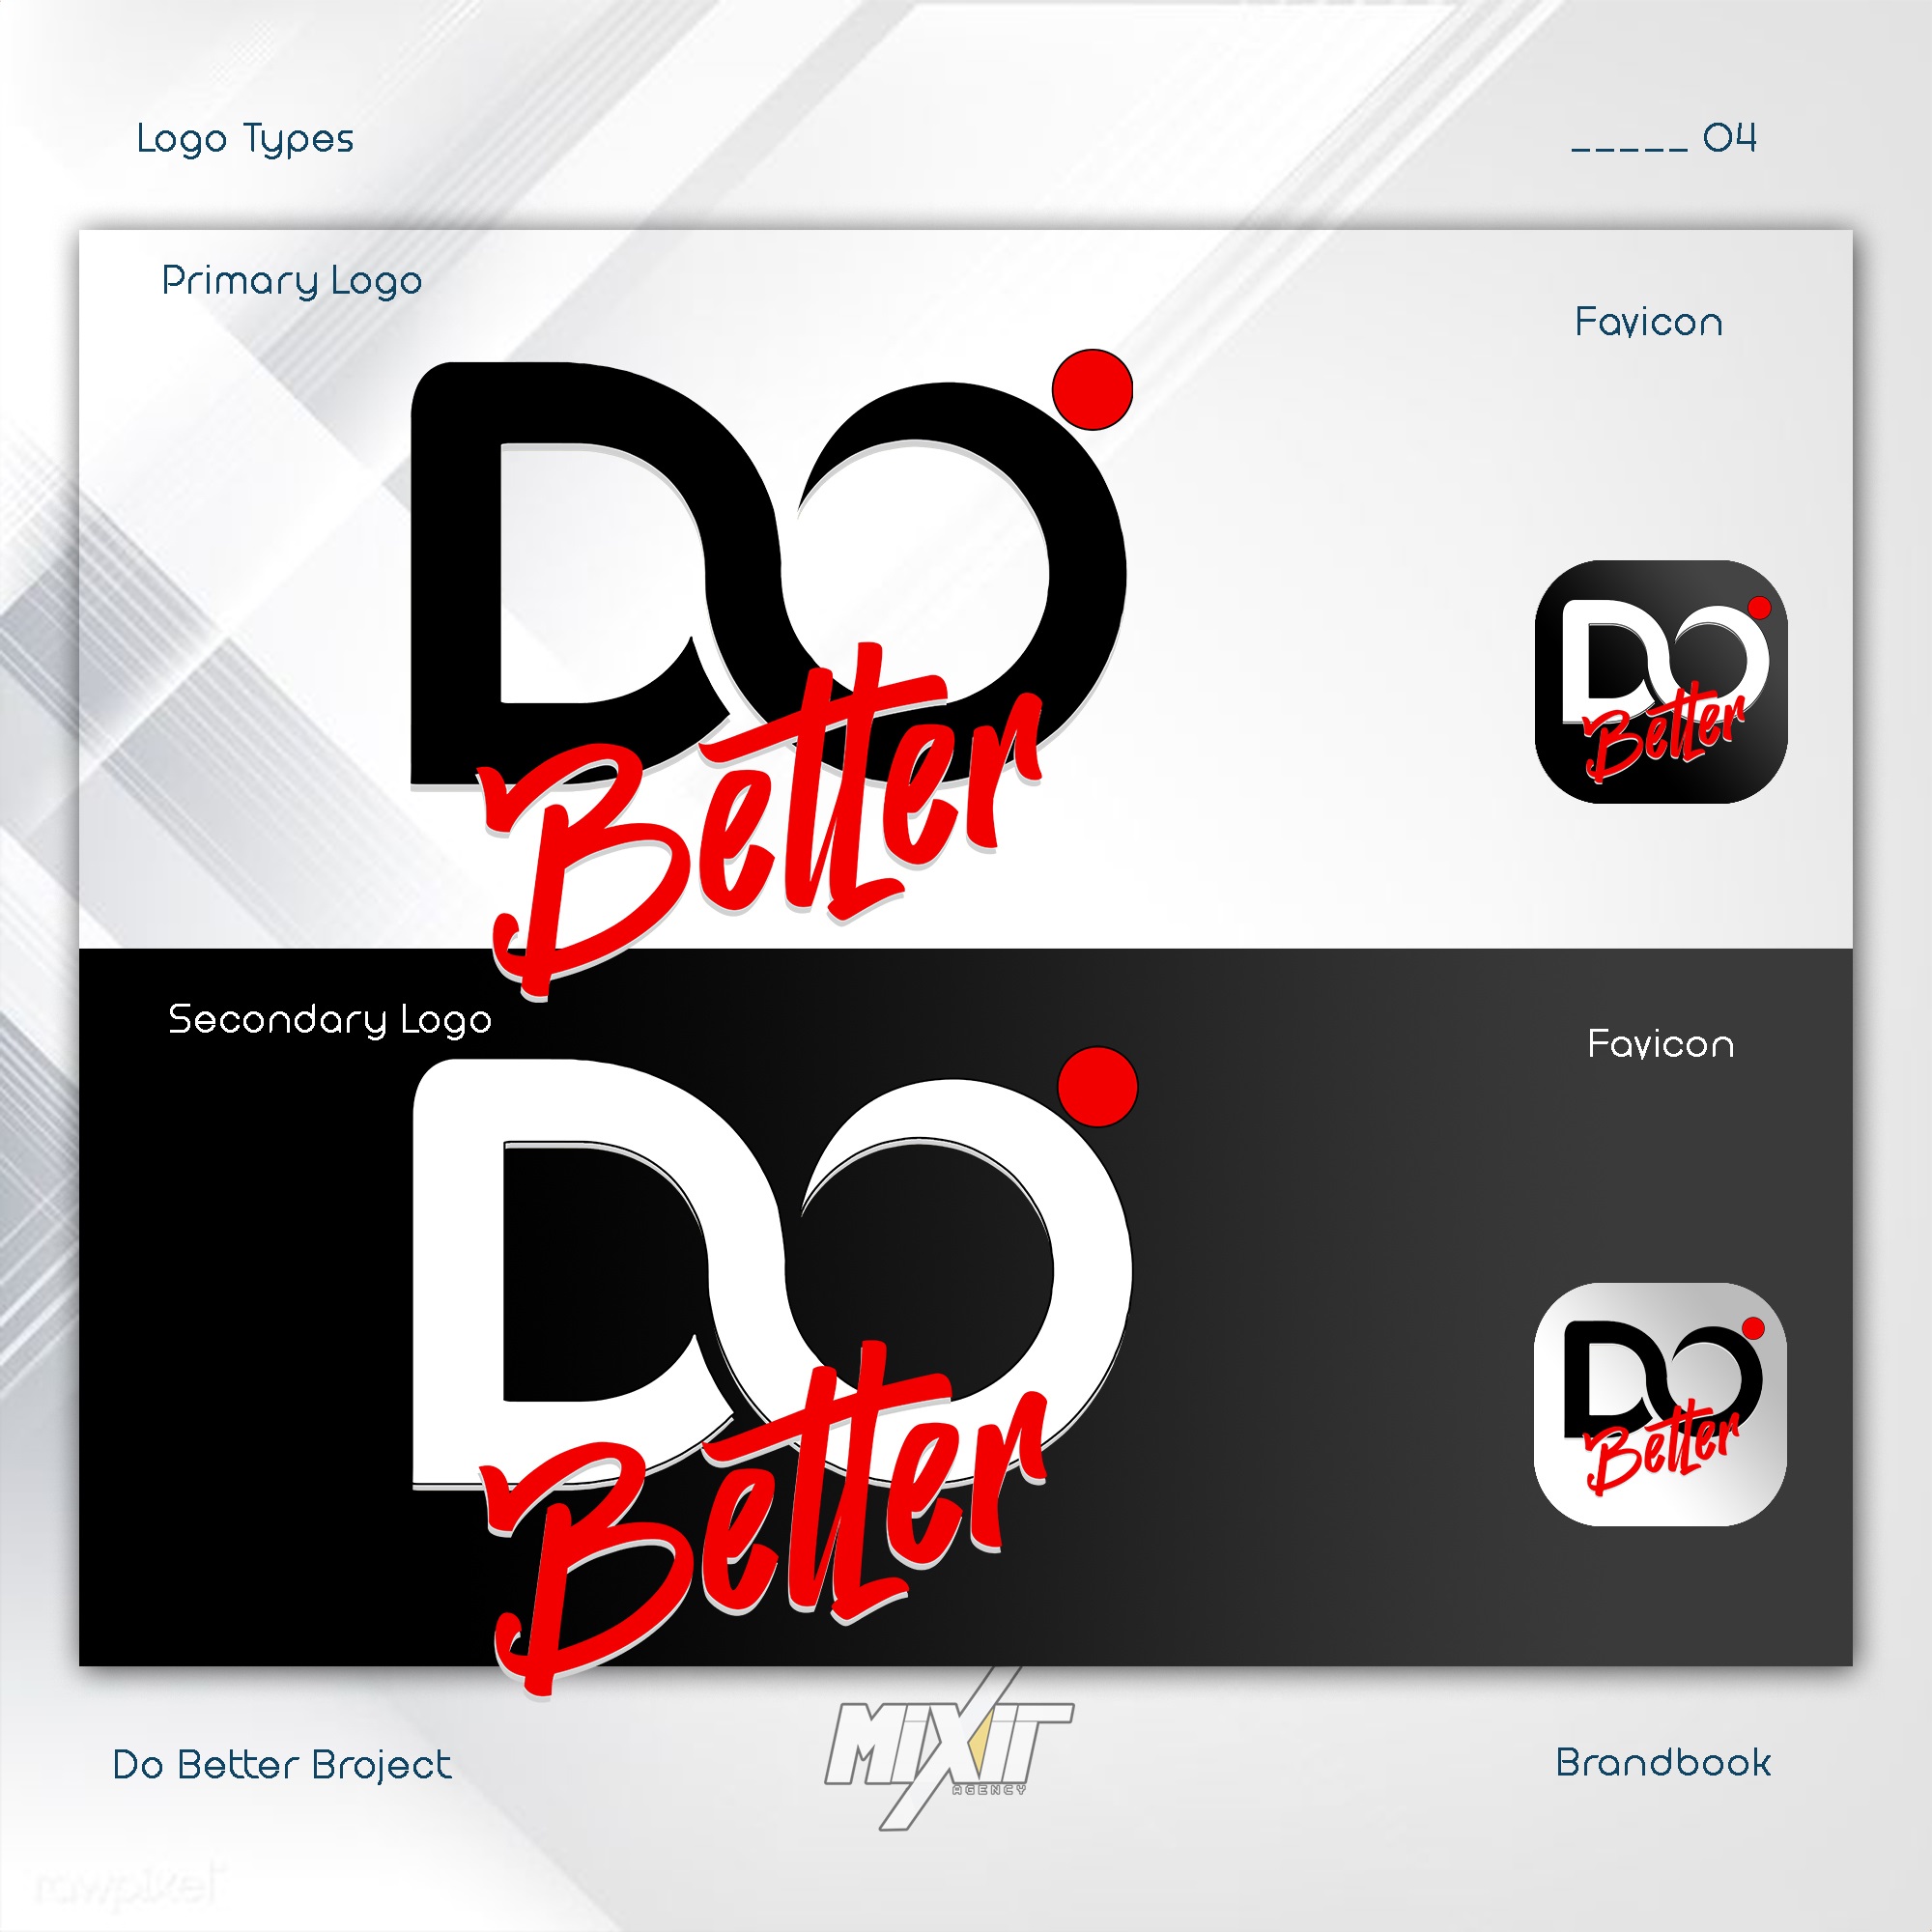 Logo Types
_____ 04
Primary Logo
Favicon
DO
Better
DO
Better
Secondary Logo
Favicon
DO
Better
DO
Better
MIXIT
AGENCY
Do Better Broject
Brandbook
rawpixel